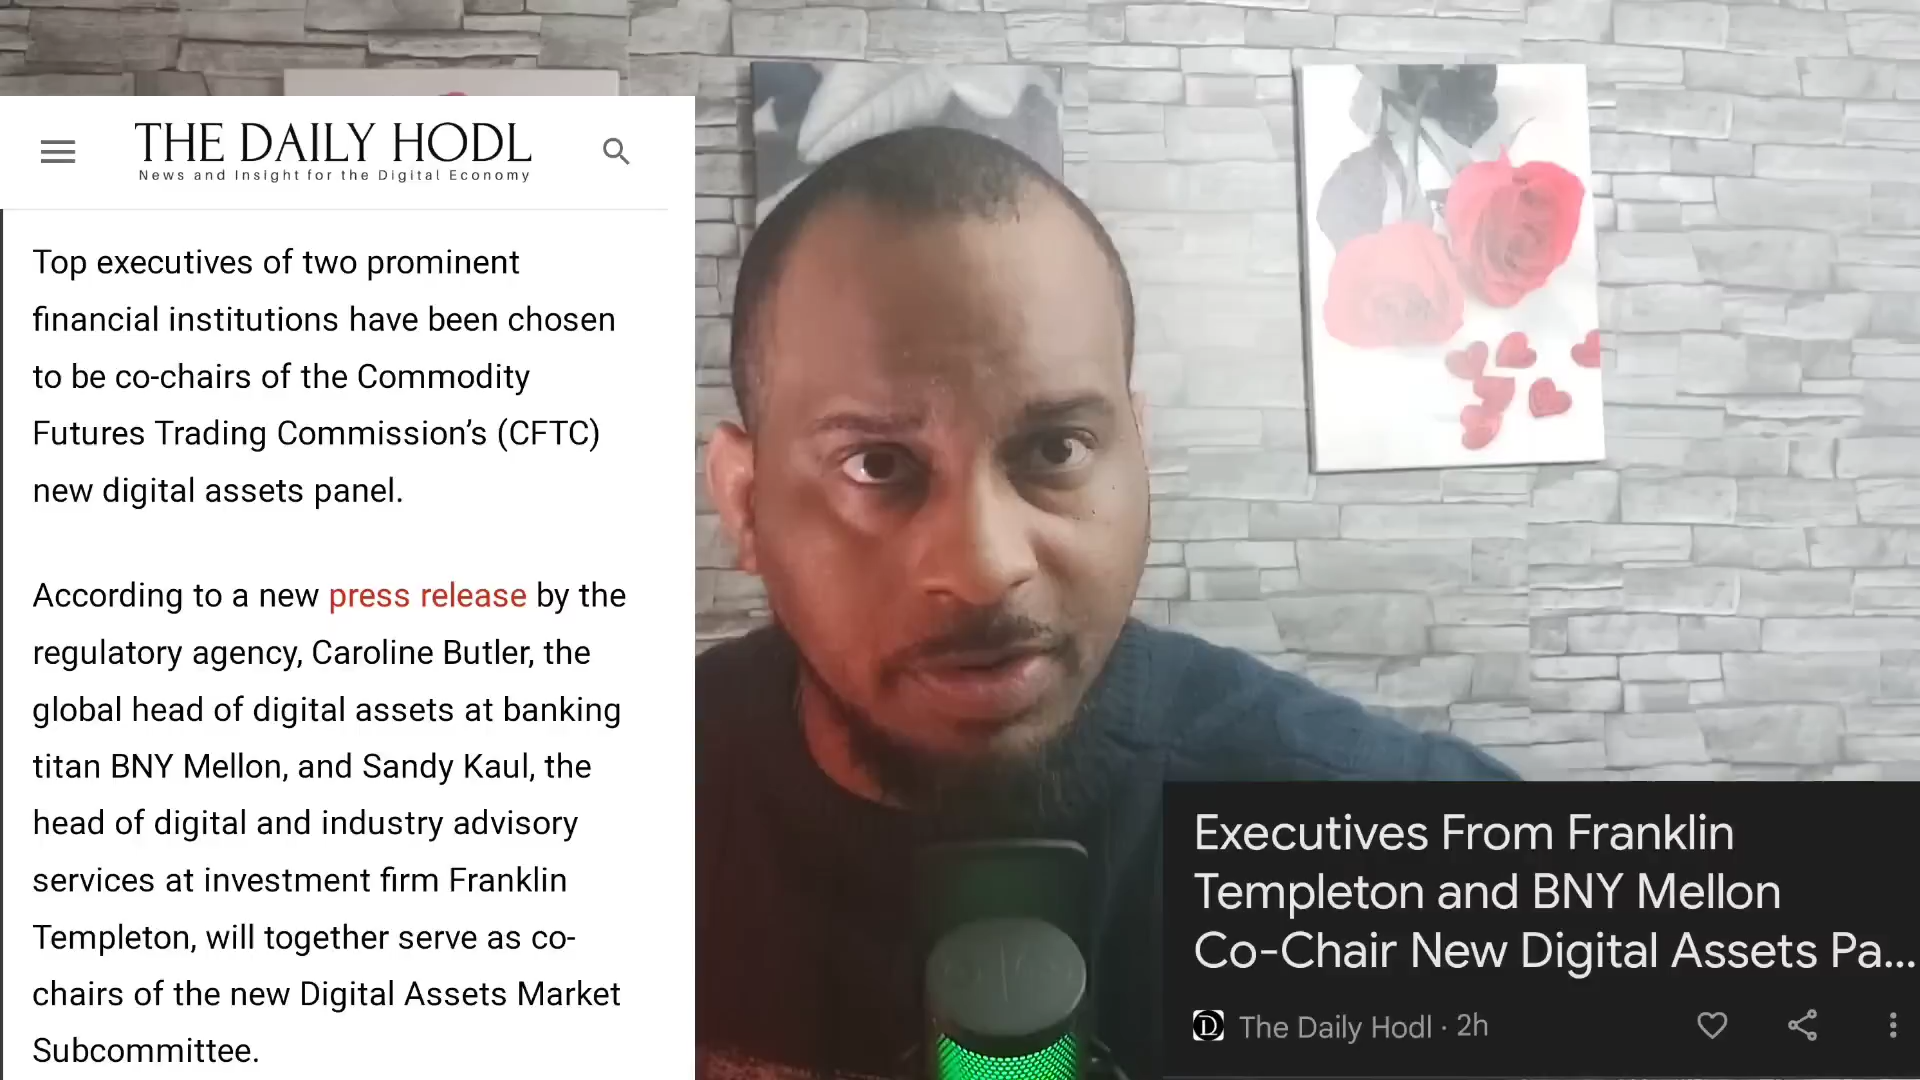 THE DAILY HODL
News and Insight for the Digital Economy
Top executives of two prominent
financial institutions have been chosen
to be co-chairs of the Commodity
Futures Trading Commission’s (CFTC)
new digital assets panel.
According to a new press release by the
regulatory agency, Caroline Butler, the
global head of digital assets at banking
titan BNY Mellon, and Sandy Kaul, the
head of digital and industry advisory
services at investment firm Franklin
Templeton, will together serve as co-
chairs of the new Digital Assets Market
Subcommittee.
Executives From Franklin
Templeton and BNY Mellon
Co-Chair New Digital Assets Pa...
The Daily Hodl · 2h